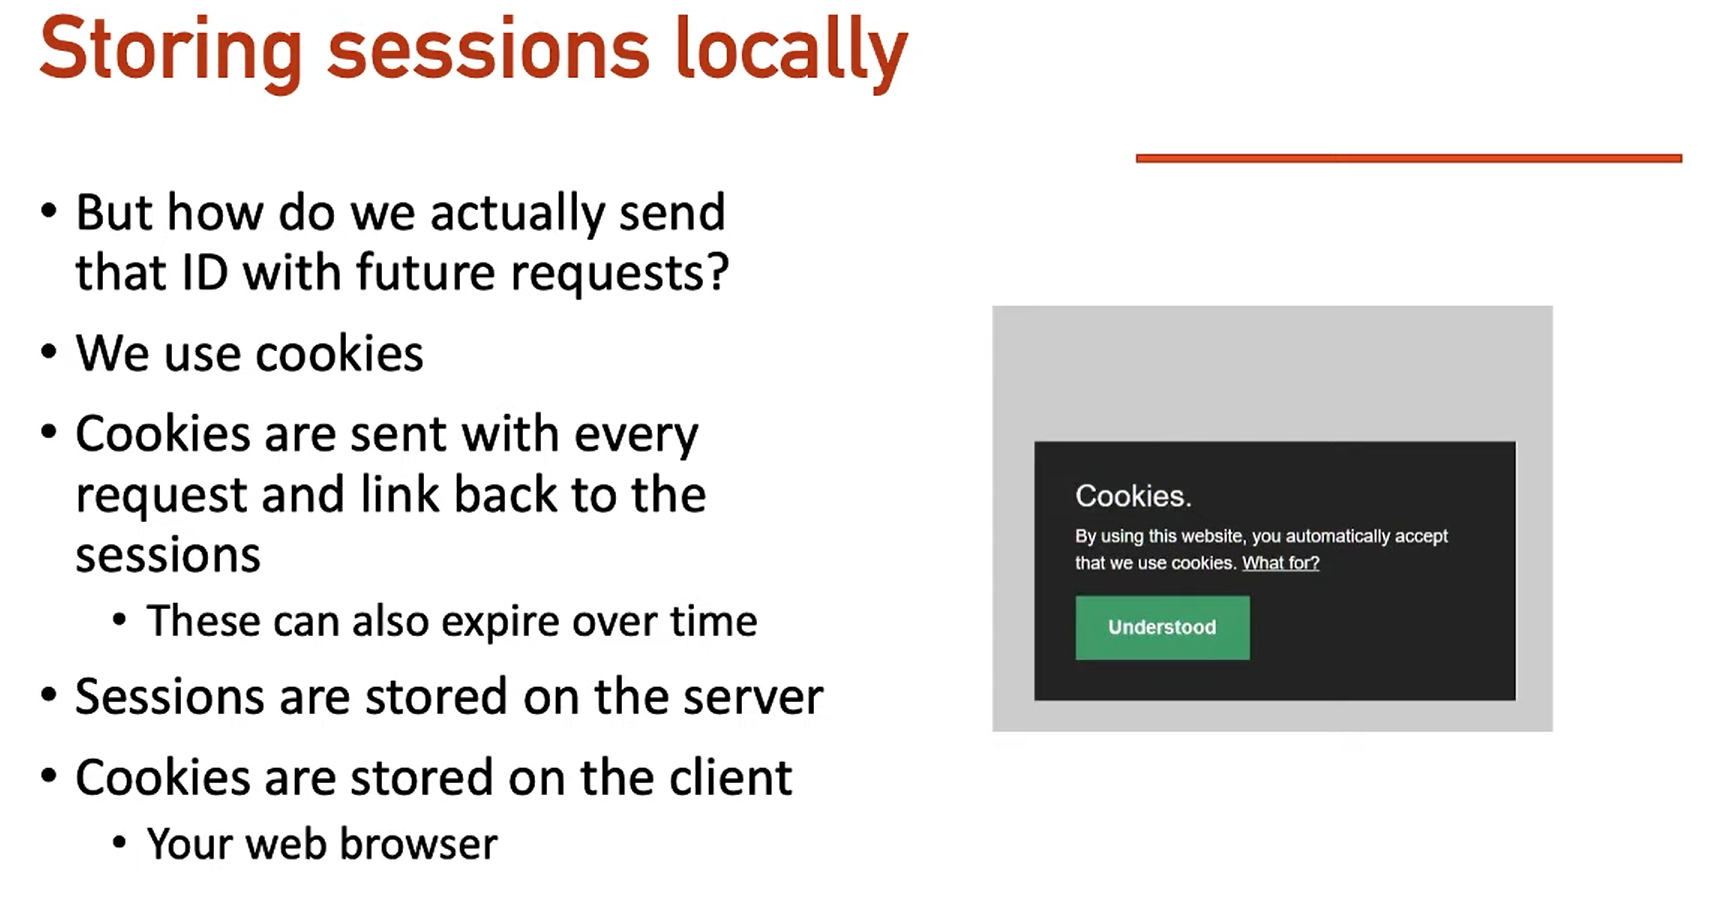 Storing sessions locally
• But how do we actually send
that ID with future requests?
• We use cookies
• Cookies are sent with every
request and link back to the
sessions
• These can also expire over time
• Sessions are stored on the server
• Cookies are stored on the client
• Your web browser
Cookies.
By using this website, you automatically accept
that we use cookies. What for?
Understood